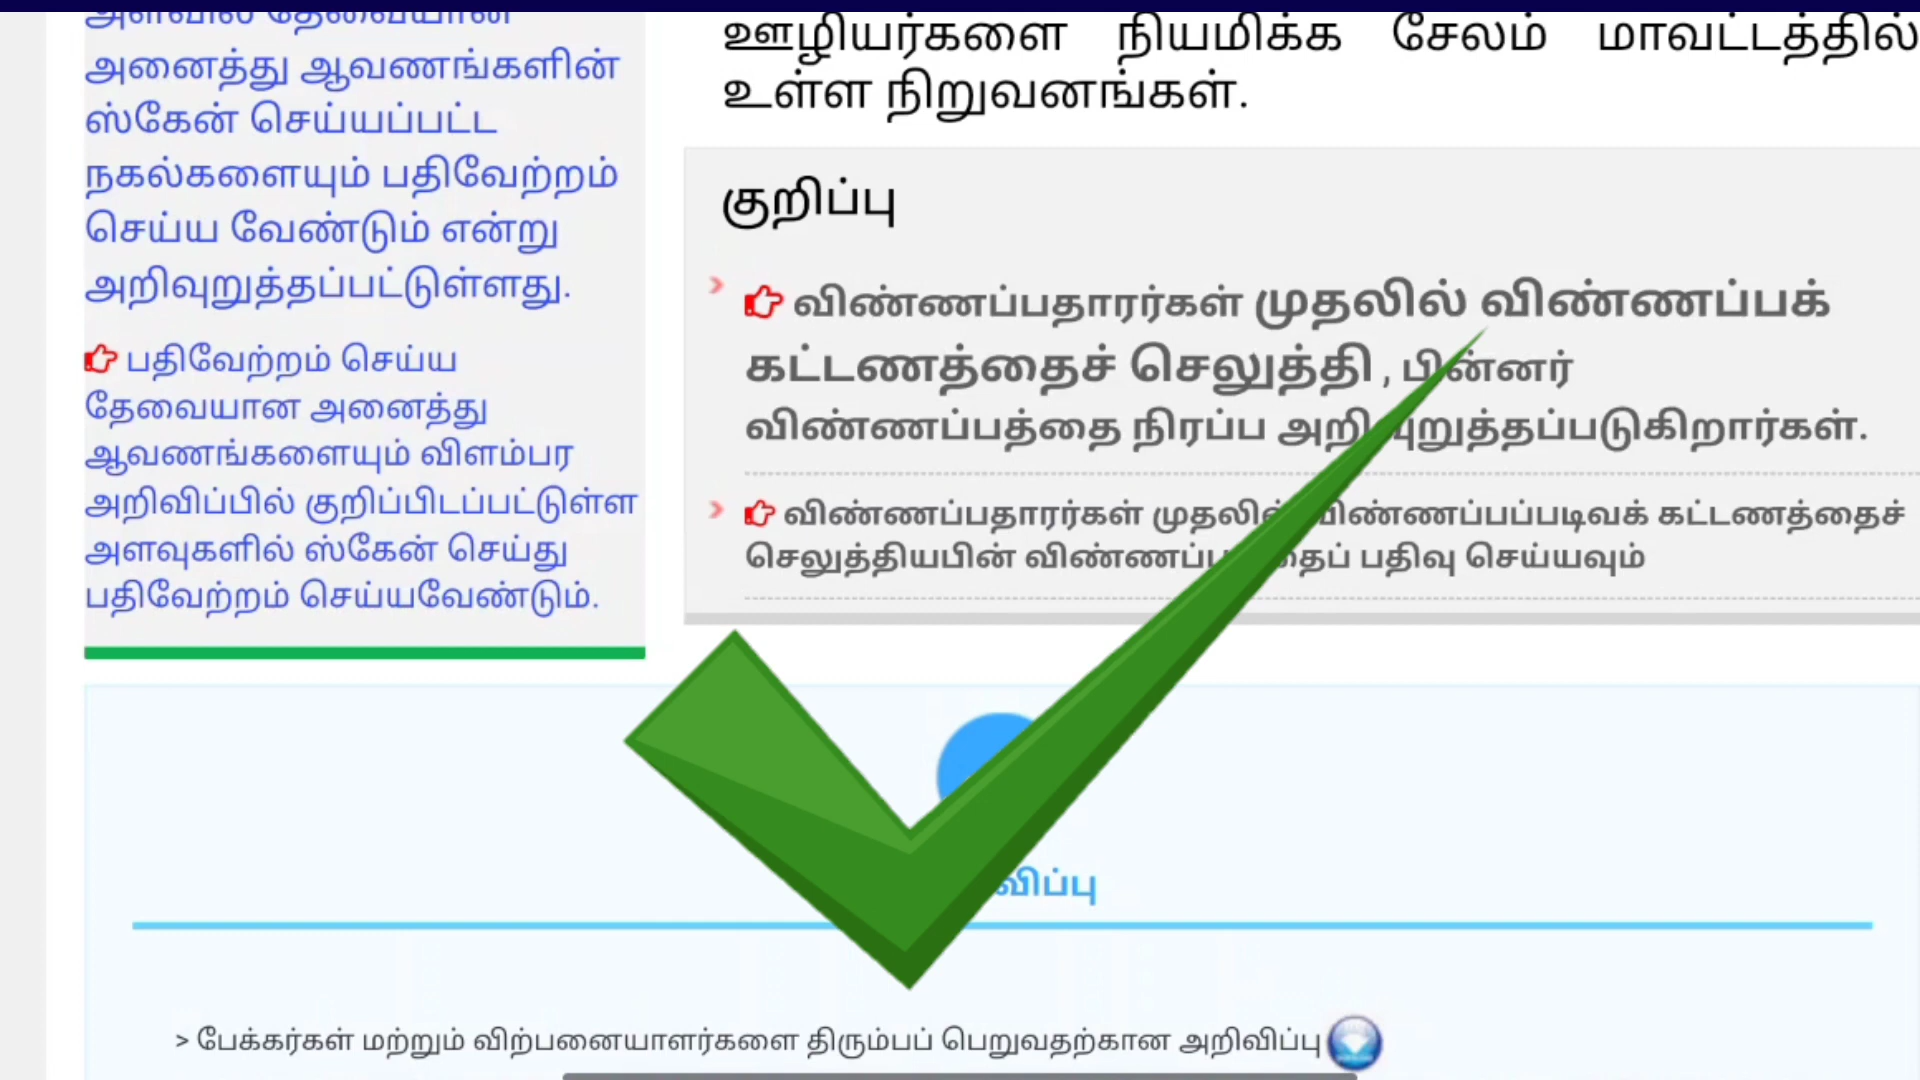 அனைத்து ஆவணங்களின்
ஸ்கேன் செய்யப்பட்ட
நகல்களையும் பதிவேற்றம்
செய்ய வேண்டும் என்று
அறிவுறுத்தப்பட்டுள்ளது.
பதிவேற்றம் செய்ய
தேவையான அனைத்து
ஆவணங்களையும் விளம்பர
அறிவிப்பில் குறிப்பிடப்பட்டுள்ள
அளவுகளில் ஸ்கேன் செய்து
பதிவேற்றம் செய்யவேண்டும்.
ஊழியர்களை நியமிக்க சேலம் மாவட்டத்தில்
உள்ள நிறுவனங்கள்.
குறிப்பு
விண்ணப்பதாரர்கள் முதலில் விண்ணப்பக்
கட்டணத்தைச் செலுத்தி , பின்னர்
விண்ணப்பத்தை நிரப்ப அறிவுறுத்தப்படுகிறார்கள்.
விண்ணப்பதாரர்கள் முதலில் விண்ணப்பப்படிவக் கட்டணத்தைச்
செலுத்தியபின் பதிவு செய்யவும்
> பேக்கர்கள் மற்றும் விற்பனையாளர்களை திரும்பப் பெறுவதற்கான அறிவிப்பு